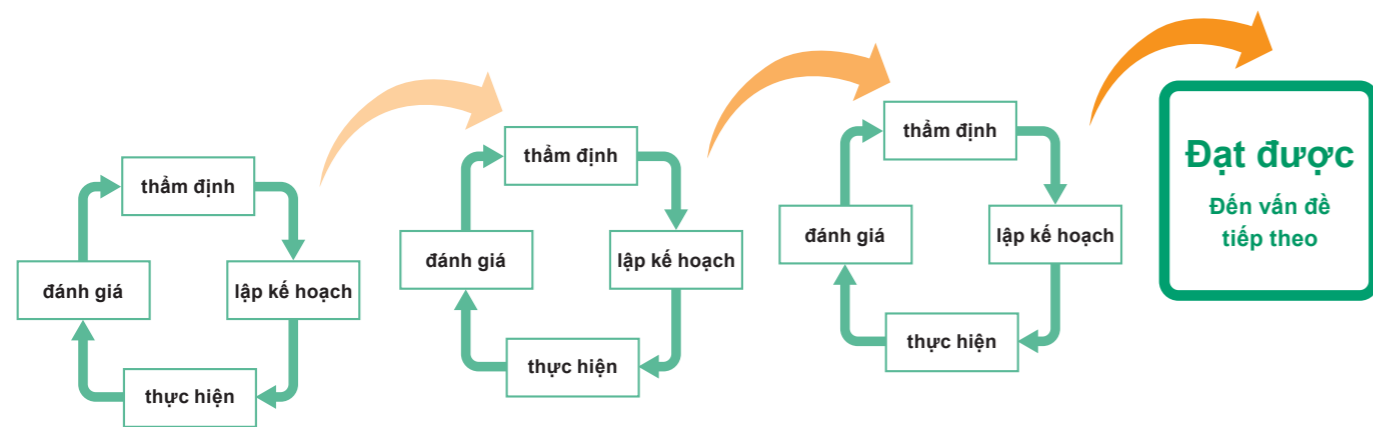 thẩm định
lập kế hoạch
thực hiện
đánh giá
thẩm định
lập kế hoạch
thực hiện
đánh giá
thẩm định
lập kế hoạch
thực hiện
đánh giá
Đạt được
Đến vấn đề
tiếp theo